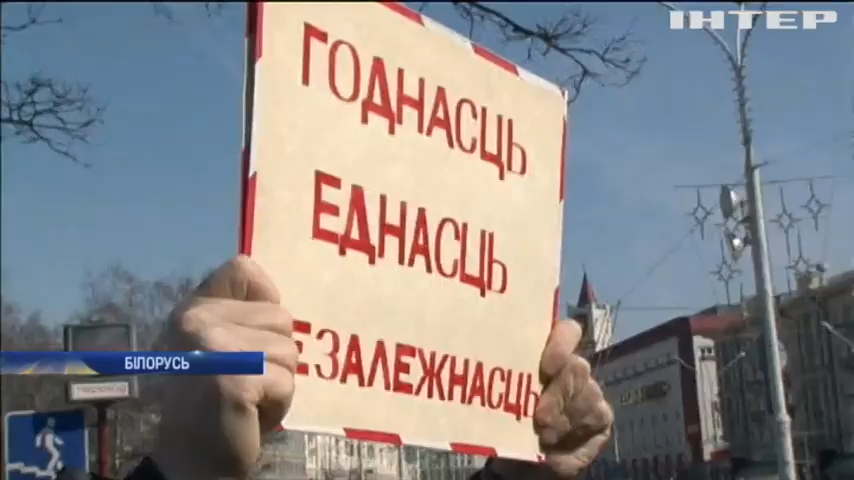 ІНТЕР
ГОДНАСЦЬ
ЕДНАСЦЬ
ЕЗАЛЕЖНАСЦЬ
БІЛОРУСЬ